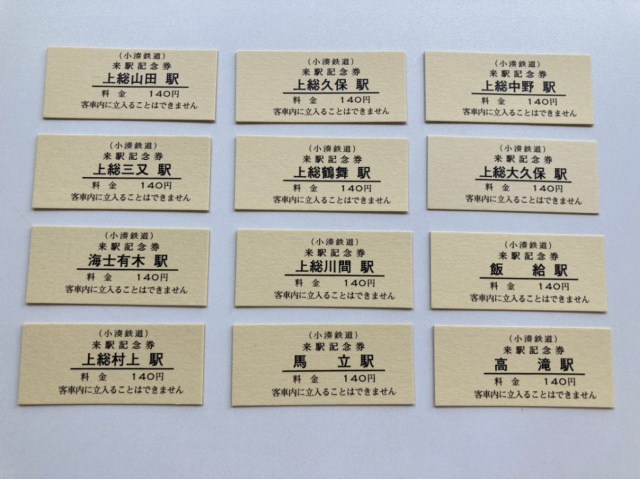 (小湊鉄道)
来駅記念券
上総山田 駅
料 金 140円
客車内に立入ることはできません
(小湊鉄道)
来駅記念券
上総久保 駅
料 金 140円
客車内に立入ることはできません
(小湊鉄道)
来駅記念券
上総中野 駅
料 金 140円
客車内に立入ることはできません
(小湊鉄道)
来駅記念券
上総三又 駅
料 金 140円
客車内に立入ることはできません
(小湊鉄道)
来駅記念券
上総鶴舞 駅
料 金 140円
客車内に立入ることはできません
(小湊鉄道)
来駅記念券
上総大久保 駅
料 金 140円
客車内に立入ることはできません
(小湊鉄道)
来駅記念券
海士有木 駅
料 金 140円
客車内に立入ることはできません
(小湊鉄道)
来駅記念券
上総川間 駅
料 金 140円
客車内に立入ることはできません
(小湊鉄道)
来駅記念券
飯 給 駅
料 金 140円
客車内に立入ることはできません
(小湊鉄道)
来駅記念券
上総村上 駅
料 金 140円
客車内に立入ることはできません
(小湊鉄道)
来駅記念券
馬 立 駅
料 金 140円
客車内に立入ることはできません
(小湊鉄道)
来駅記念券
高 滝 駅
料 金 140円
客車内に立入ることはできません